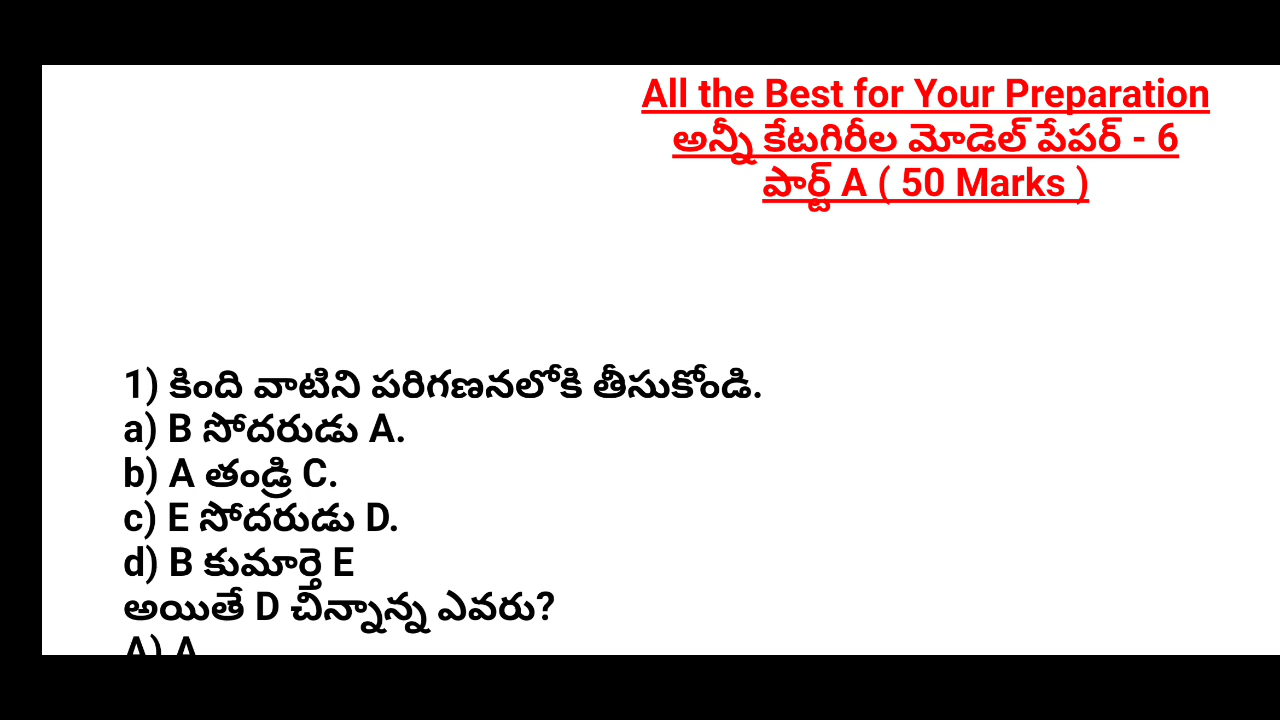 All the Best for Your Preparation
అన్నీ కేటగిరీల మోడెల్ పేపర్ - 6
పార్ట్ A ( 50 Marks )
1) కింది వాటిని పరిగణనలోకి తీసుకోండి.
a) B సోదరుడు A.
b) A తండ్రి C.
c) E సోదరుడు D.
d) B కుమార్తె E
అయితే D చిన్నాన్న ఎవరు?
A) A